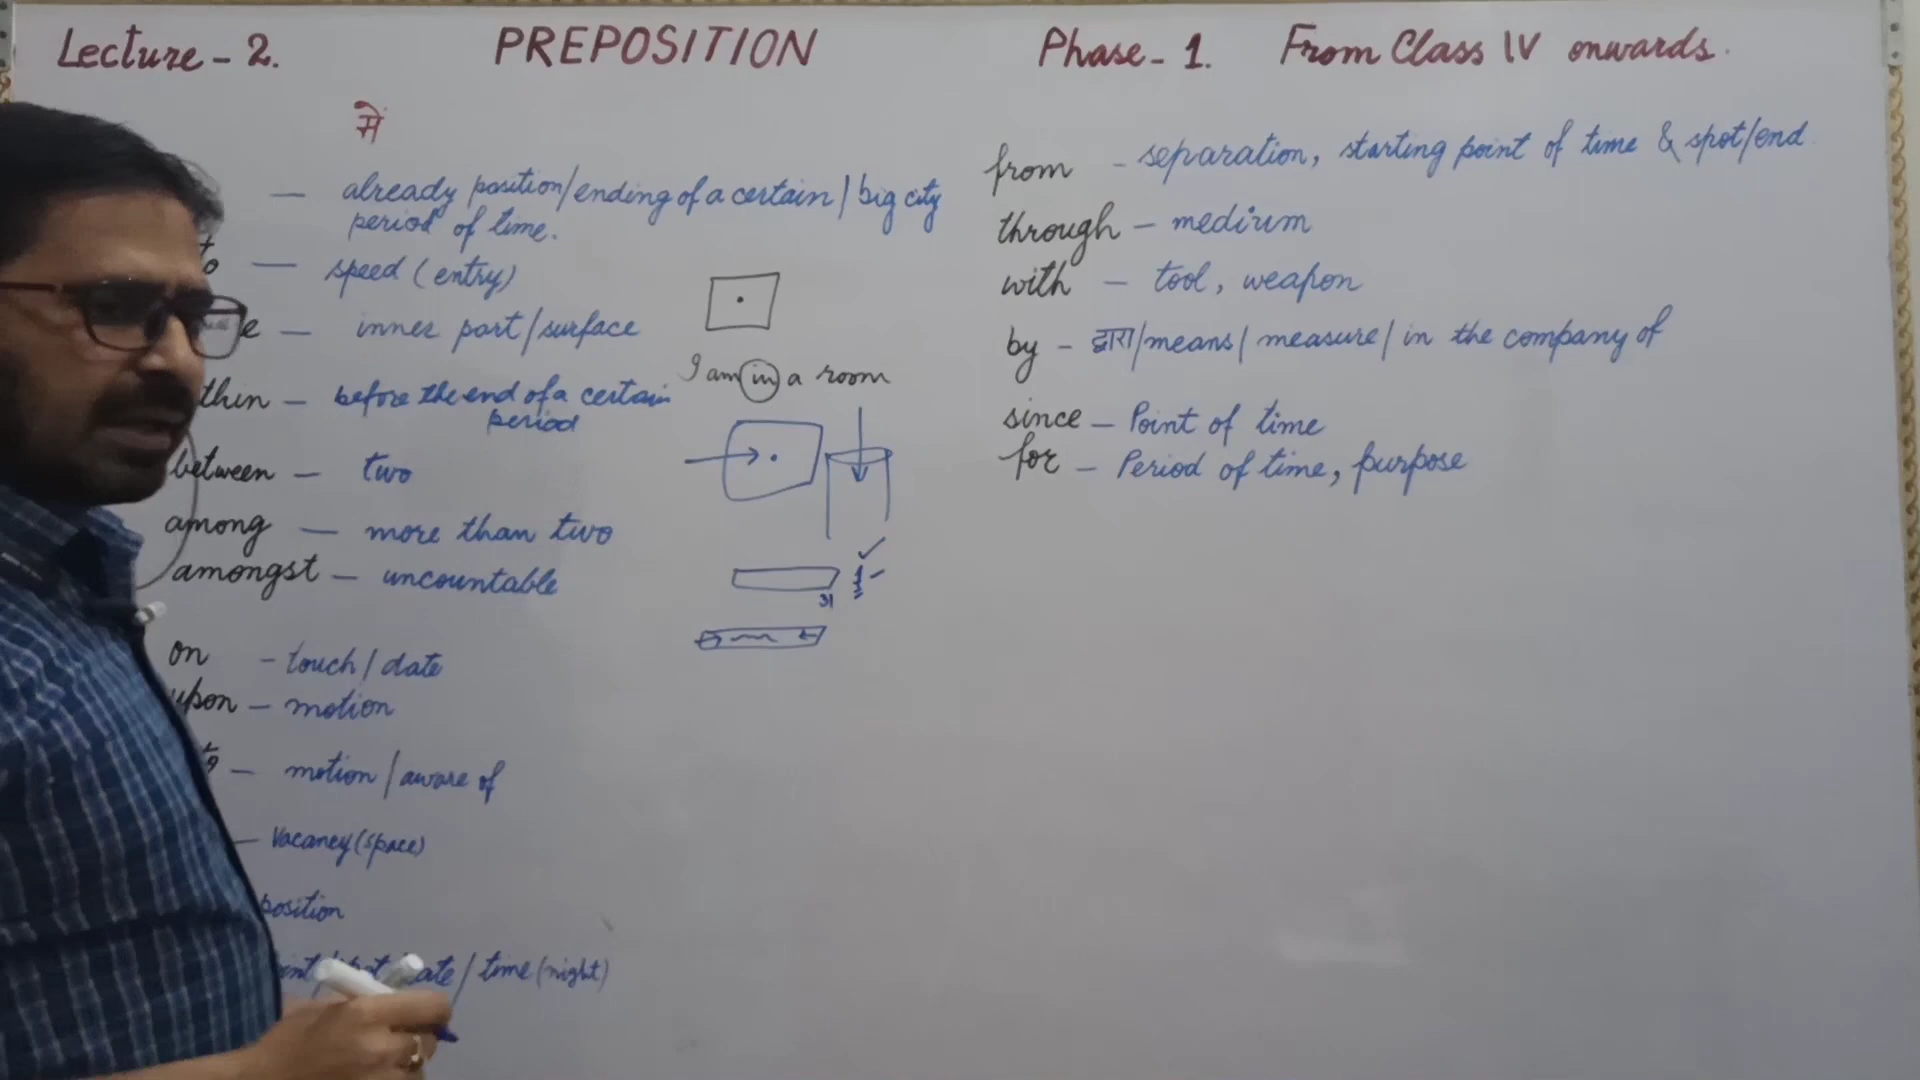 Lecture - 2. PREPOSITION Phase - 1. From Class IV onwards.
में
— already position/ending of a certain / big city
period of time.
to — speed (entry)
e — inner part/surface
thin — before the end of a certain
period
between — two
among — more than two
amongst — uncountable
on - touch / date
upon — motion
— motion / aware of
— Vacancy (space)
position
/ time (night)
I am in a room
31
from - separation, starting point of time & spot/end
through — medium
with — tool, weapon
by - द्वारा/means/ measure/ in the company of
since — Point of time
for — Period of time, purpose